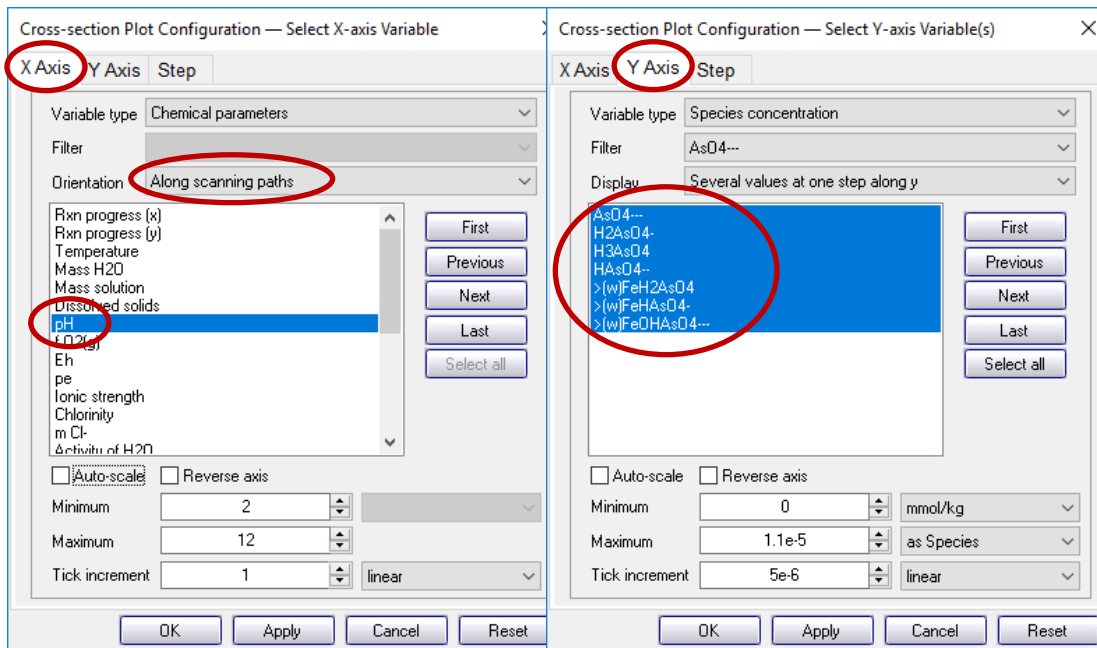 Cross-section Plot Configuration — Select X-axis Variable
X Axis Y Axis Step
Variable type Chemical parameters
Filter
Orientation Along scanning paths
Rxn progress (x)
Rxn progress (y)
Temperature
Mass H2O
Mass solution
Dissolved solids
pH
f O2(g)
Eh
pe
Ionic strength
Chlorinity
m Cl-
Activity of H2O
First
Previous
Next
Last
Select all
Auto-scale Reverse axis
Minimum 2
Maximum 12
Tick increment 1 linear
OK Apply Cancel Reset
Cross-section Plot Configuration — Select Y-axis Variable(s)
X Axis Y Axis Step
Variable type Species concentration
Filter AsO4---
Display Several values at one step along y
AsO4---
H2AsO4-
H3AsO4
HAsO4--
>(w)FeH2AsO4
>(w)FeHAsO4-
>(w)FeOHAsO4---
First
Previous
Next
Last
Select all
Auto-scale Reverse axis
Minimum 0 mmol/kg
Maximum 1.1e-5 as Species
Tick increment 5e-6 linear
OK Apply Cancel Reset